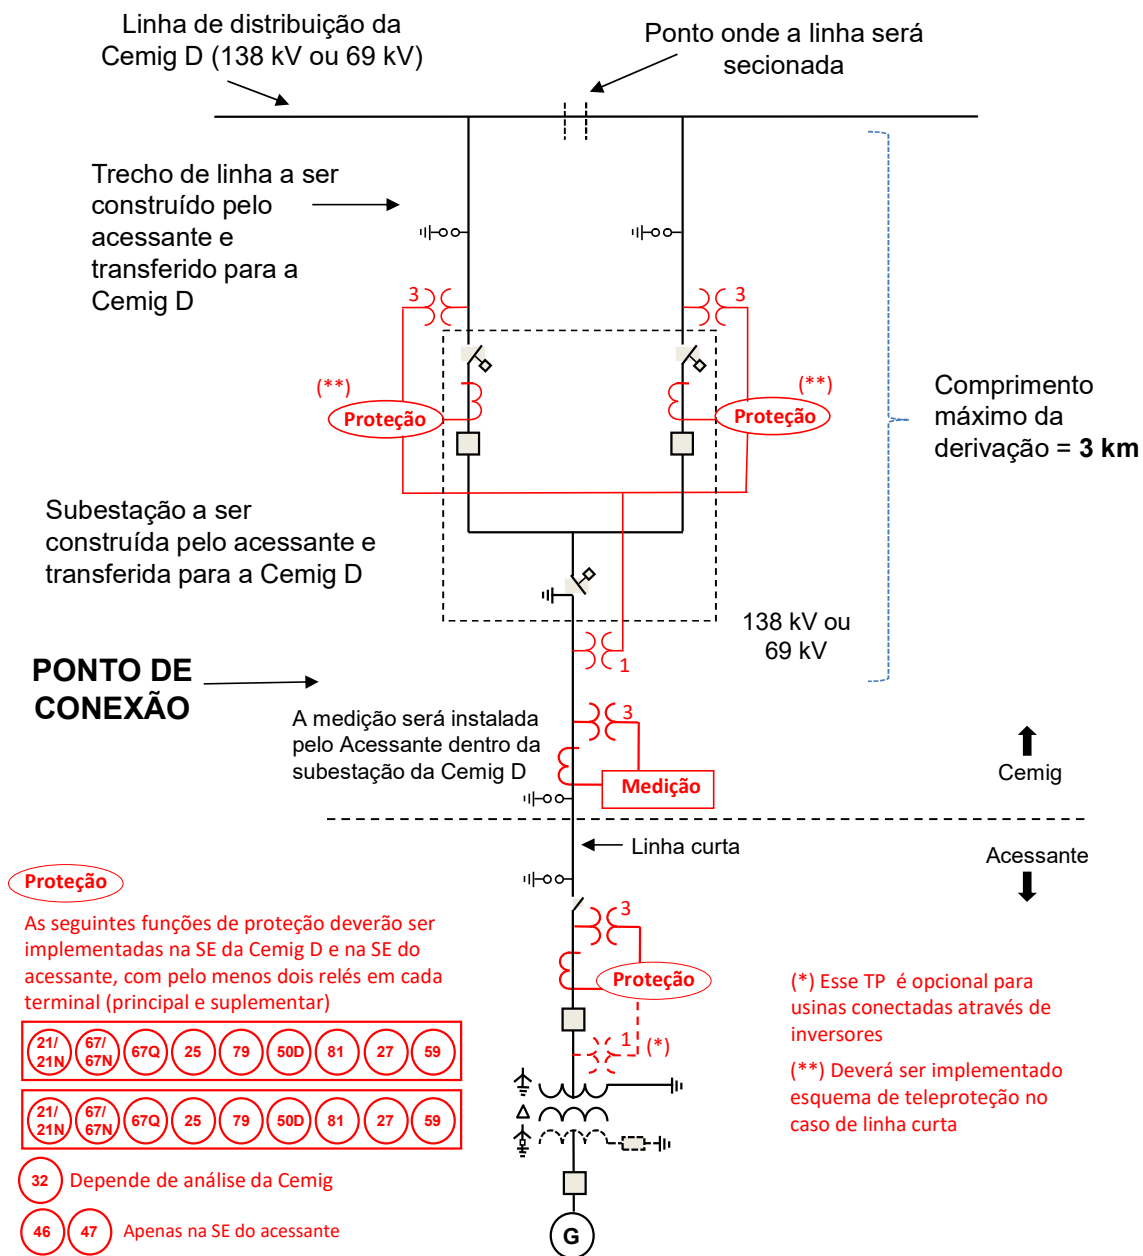 Linha de distribuição da
Cemig D (138 kV ou 69 kV)
Ponto onde a linha será
secionada
Trecho de linha a ser
construído pelo
acessante e
transferido para a
Cemig D
3
3
(**)
(**)
Proteção
Proteção
Comprimento
máximo da
derivação = 3 km
Subestação a ser
construída pelo acessante e
transferida para a Cemig D
138 kV ou
69 kV
1
PONTO DE
CONEXÃO
A medição será instalada
pelo Acessante dentro da
subestação da Cemig D
3
Medição
Cemig
Linha curta
Acessante
Proteção
As seguintes funções de proteção deverão ser
implementadas na SE da Cemig D e na SE do
acessante, com pelo menos dois relés em cada
terminal (principal e suplementar)
21/
21N
67/
67N
67Q
25
79
50D
81
27
59
21/
21N
67/
67N
67Q
25
79
50D
81
27
59
32
Depende de análise da Cemig
46
47
Apenas na SE do acessante
3
Proteção
1
(*)
G
(*) Esse TP é opcional para
usinas conectadas através de
inversores
(**) Deverá ser implementado
esquema de teleproteção no
caso de linha curta